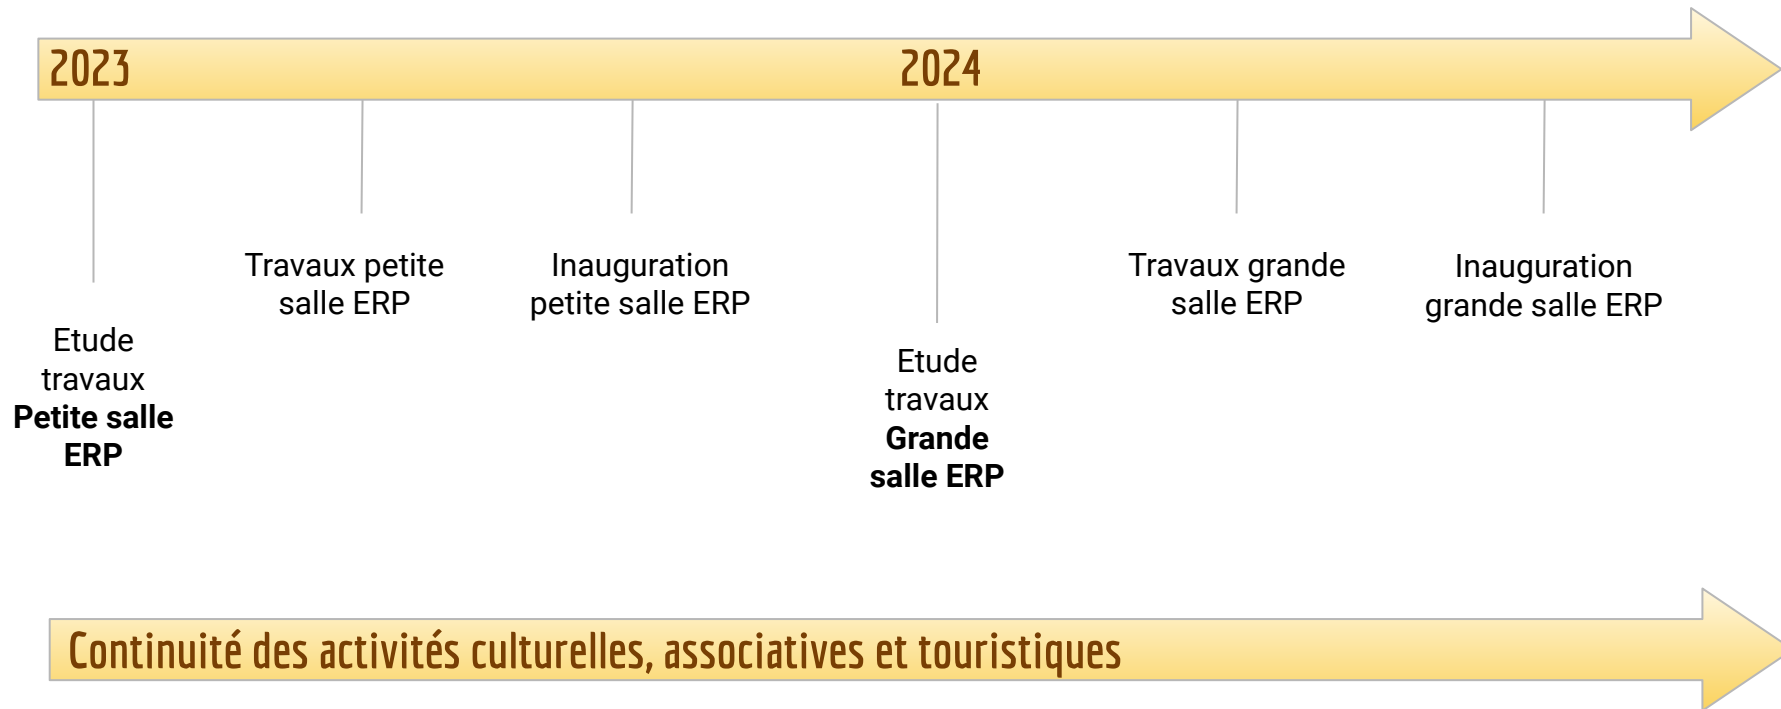 2023
2024
Etude
travaux
Petite salle
ERP
Travaux petite
salle ERP
Inauguration
petite salle ERP
Etude
travaux
Grande
salle ERP
Travaux grande
salle ERP
Inauguration
grande salle ERP
Continuité des activités culturelles, associatives et touristiques